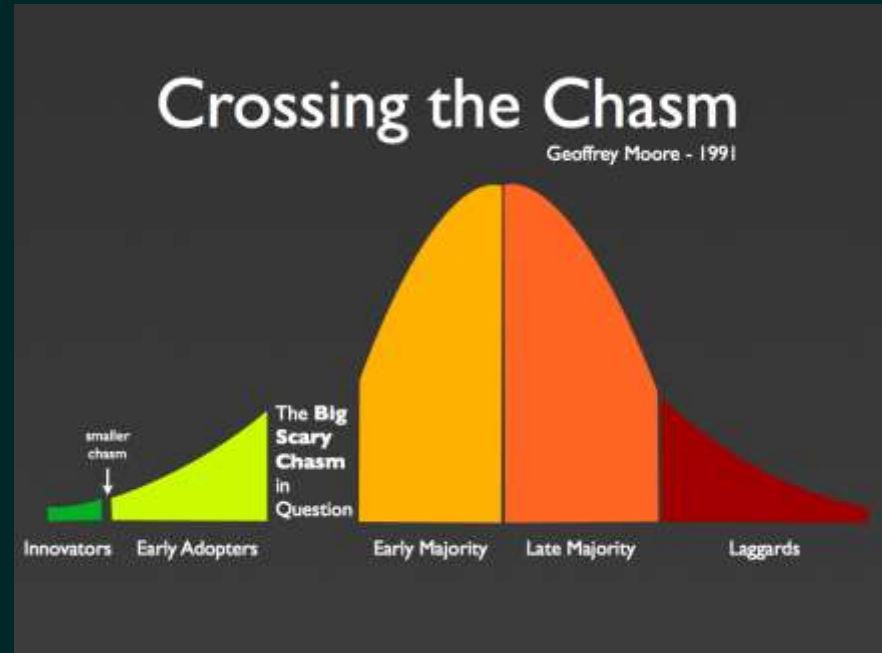 Crossing the Chasm
Geoffrey Moore - 1991
smaller
chasm
The Big
Scary
Chasm
in
Question
Innovators
Early Adopters
Early Majority
Late Majority
Laggards